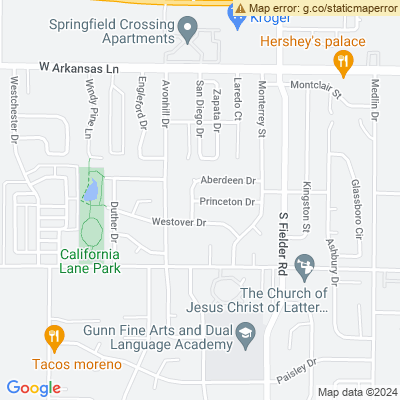 Map error: g.co/staticmaperror
Springfield Crossing
Apartments
Kroger
Hershey's palace
W Arkansas Ln
Westchester Dr
Windy Pine Ln
Engleford Dr
Avonhill Dr
San Diego Dr
Zapata Dr
Laredo Ct
Monterrey St
Montclair St
Medlin Dr
Aberdeen Dr
Princeton Dr
Westover Dr
Duther Dr
California
Lane Park
S Fielder Rd
Kingston St
Ashbury Dr
Glassboro Cir
The Church of
Jesus Christ of Latter...
Gunn Fine Arts and Dual
Language Academy
Tacos moreno
Paisley Dr
Google
Map data ©2024